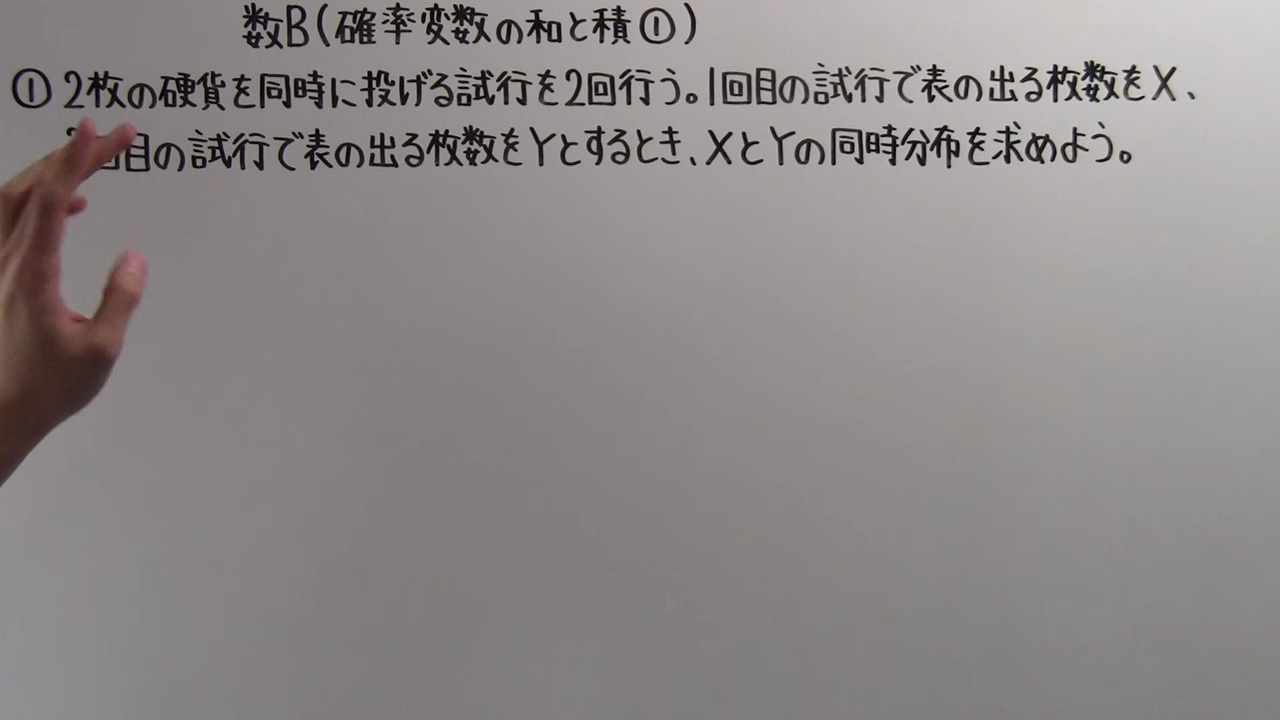 数B(確率変数の和と積①)
① 2枚の硬貨を同時に投げる試行を2回行う。1回目の試行で表の出る枚数をX、
回目の試行で表の出る枚数をYとするとき、XとYの同時分布を求めよう。